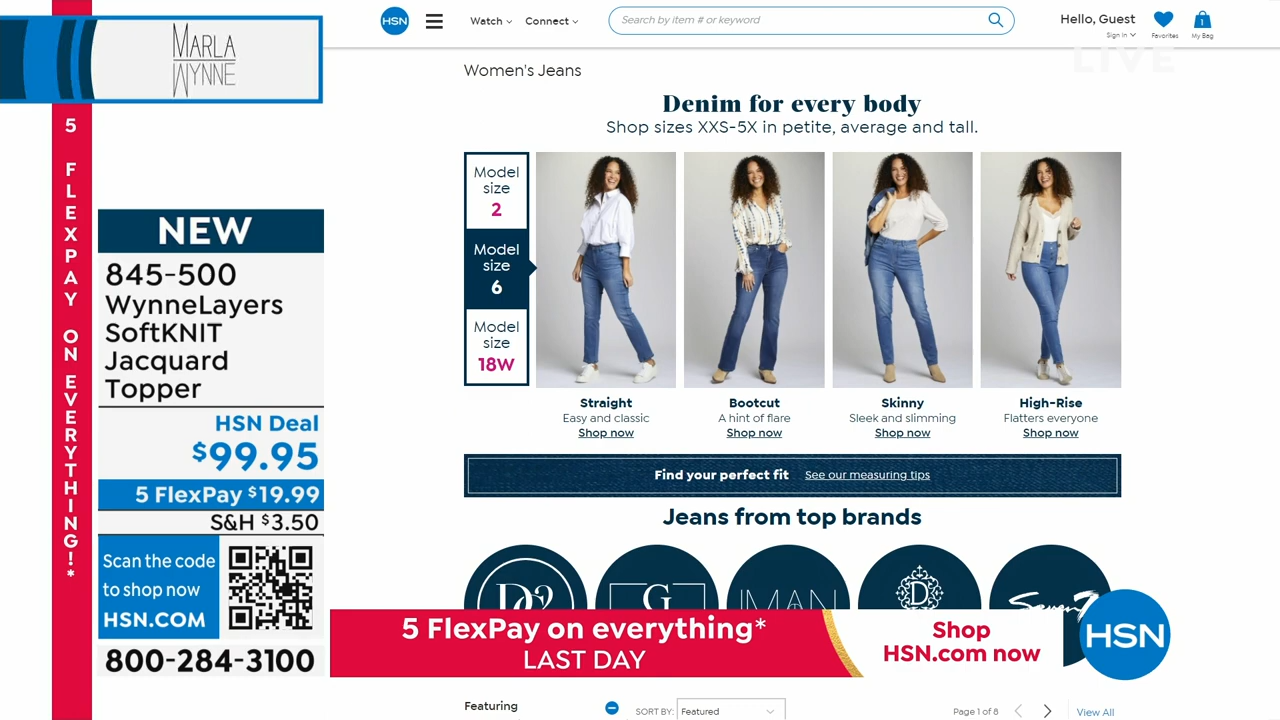 MARLA
WYNNE
5 FLEXPAY ON EVERYTHING!*
NEW
845-500
WynneLayers
SoftKNIT
Jacquard
Topper
HSN Deal
$99.95
5 FlexPay $19.99
S&H $3.50
Scan the code
to shop now
HSN.COM
800-284-3100
HSN
Watch
Connect
Search by item # or keyword
Hello, Guest
Sign In
Favorites
1
My Bag
LIVE
Women's Jeans
Denim for every body
Shop sizes XXS-5X in petite, average and tall.
Model
size
2
Model
size
6
Model
size
18W
Straight
Easy and classic
Shop now
Bootcut
A hint of flare
Shop now
Skinny
Sleek and slimming
Shop now
High-Rise
Flatters everyone
Shop now
Find your perfect fit See our measuring tips
Jeans from top brands
DG2
G
IMAN
D
Seven7
5 FlexPay on everything*
LAST DAY
Shop
HSN.com now
HSN
Featuring
SORT BY: Featured
Page 1 of 8
View All